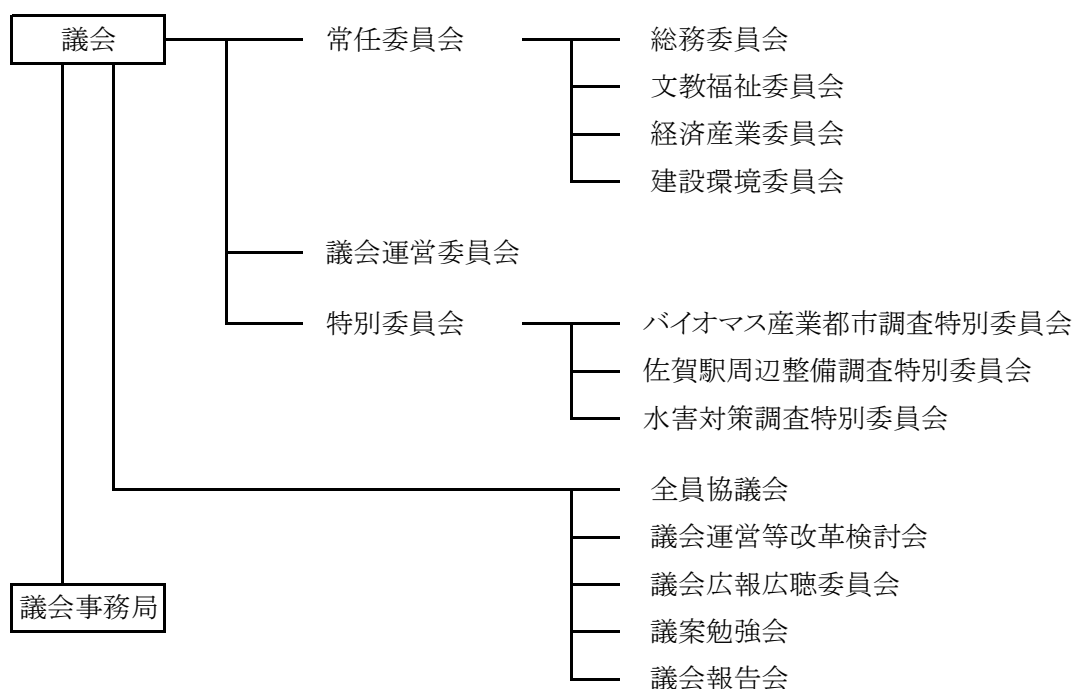 議会
常任委員会
総務委員会
文教福祉委員会
経済産業委員会
建設環境委員会
議会運営委員会
特別委員会
バイオマス産業都市調査特別委員会
佐賀駅周辺整備調査特別委員会
水害対策調査特別委員会
全員協議会
議会運営等改革検討会
議会広報広聴委員会
議案勉強会
議会報告会
議会事務局